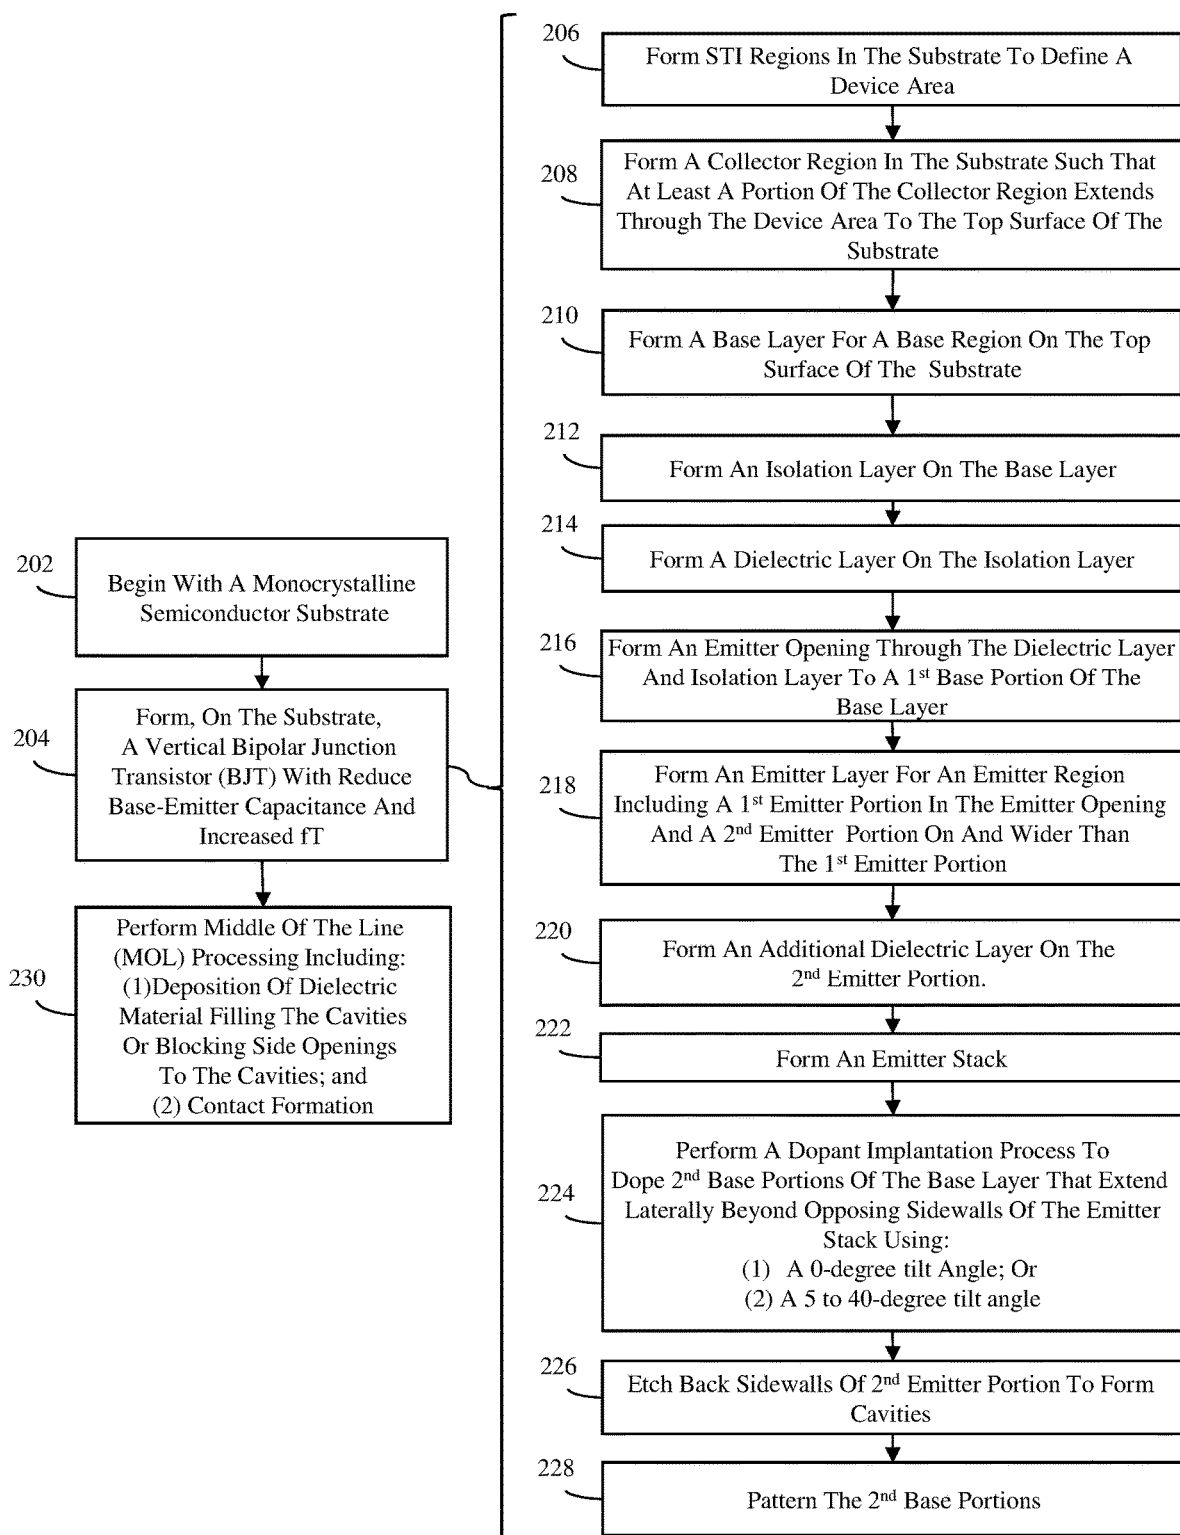 202
Begin With A Monocrystalline
Semiconductor Substrate
204
Form, On The Substrate,
A Vertical Bipolar Junction
Transistor (BJT) With Reduce
Base-Emitter Capacitance And
Increased fT
230
Perform Middle Of The Line
(MOL) Processing Including:
(1)Deposition Of Dielectric
Material Filling The Cavities
Or Blocking Side Openings
To The Cavities; and
(2) Contact Formation
206
Form STI Regions In The Substrate To Define A
Device Area
208
Form A Collector Region In The Substrate Such That
At Least A Portion Of The Collector Region Extends
Through The Device Area To The Top Surface Of The
Substrate
210
Form A Base Layer For A Base Region On The Top
Surface Of The Substrate
212
Form An Isolation Layer On The Base Layer
214
Form A Dielectric Layer On The Isolation Layer
216
Form An Emitter Opening Through The Dielectric Layer
And Isolation Layer To A 1st Base Portion Of The
Base Layer
218
Form An Emitter Layer For An Emitter Region
Including A 1st Emitter Portion In The Emitter Opening
And A 2nd Emitter Portion On And Wider Than
The 1st Emitter Portion
220
Form An Additional Dielectric Layer On The
2nd Emitter Portion.
222
Form An Emitter Stack
224
Perform A Dopant Implantation Process To
Dope 2nd Base Portions Of The Base Layer That Extend
Laterally Beyond Opposing Sidewalls Of The Emitter
Stack Using:
(1) A 0-degree tilt Angle; Or
(2) A 5 to 40-degree tilt angle
226
Etch Back Sidewalls Of 2nd Emitter Portion To Form
Cavities
228
Pattern The 2nd Base Portions